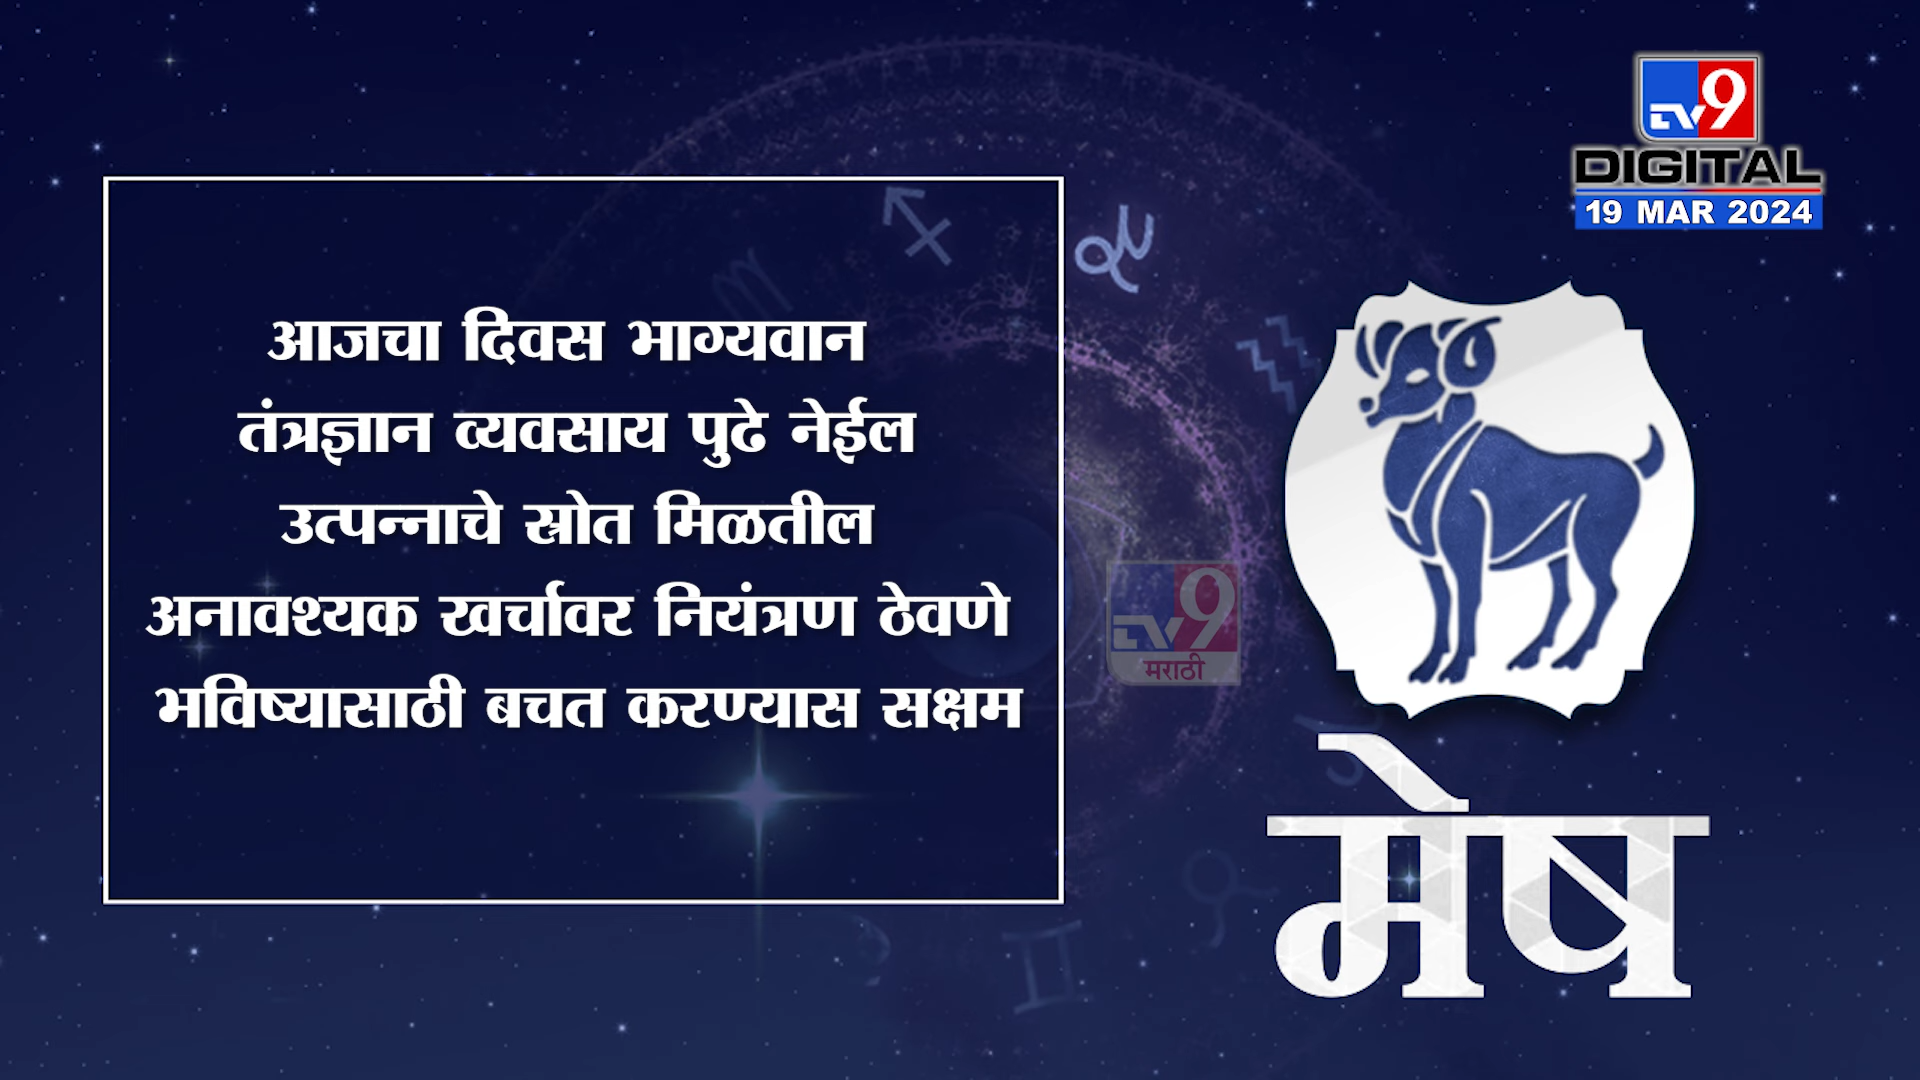 TV9
DIGITAL
19 MAR 2024
आजचा दिवस भाग्यवान
तंत्रज्ञान व्यवसाय पुढे नेईल
उत्पन्नाचे स्रोत मिळतील
अनावश्यक खर्चावर नियंत्रण ठेवणे
भविष्यासाठी बचत करण्यास सक्षम
TV9
मराठी
मेष